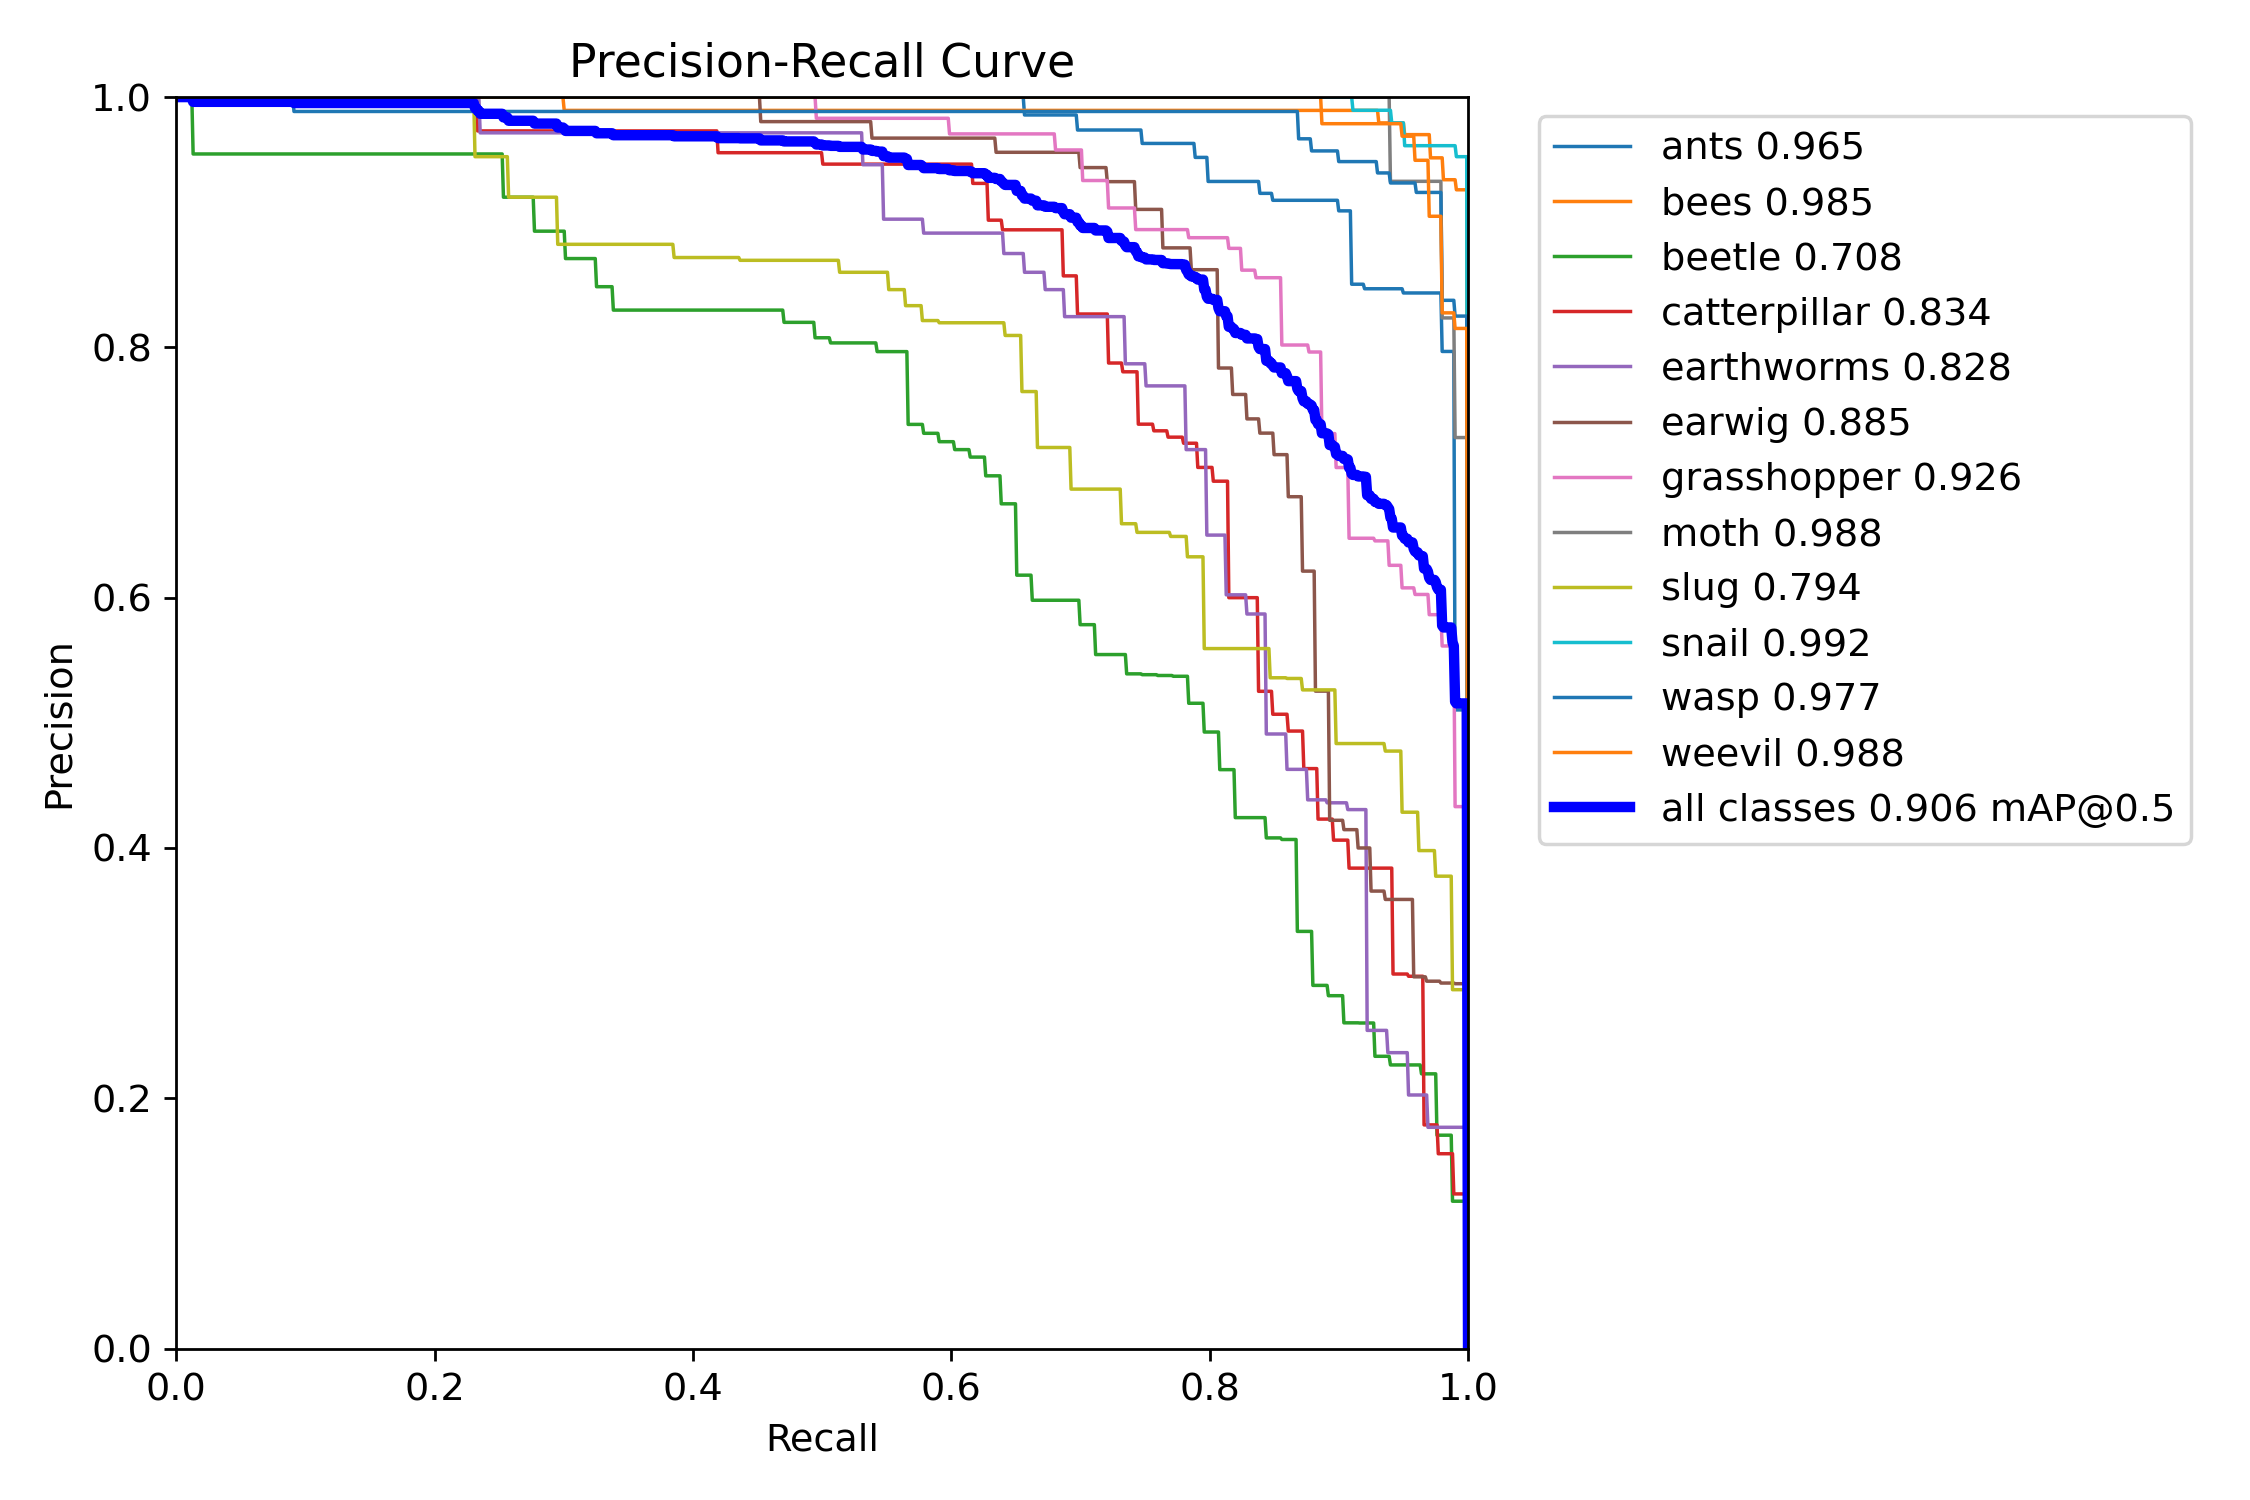 Precision-Recall Curve
1.0
0.8
0.6
0.4
0.2
0.0
Precision
0.0 0.2 0.4 0.6 0.8 1.0
Recall
ants 0.965
bees 0.985
beetle 0.708
catterpillar 0.834
earthworms 0.828
earwig 0.885
grasshopper 0.926
moth 0.988
slug 0.794
snail 0.992
wasp 0.977
weevil 0.988
all classes 0.906 mAP@0.5